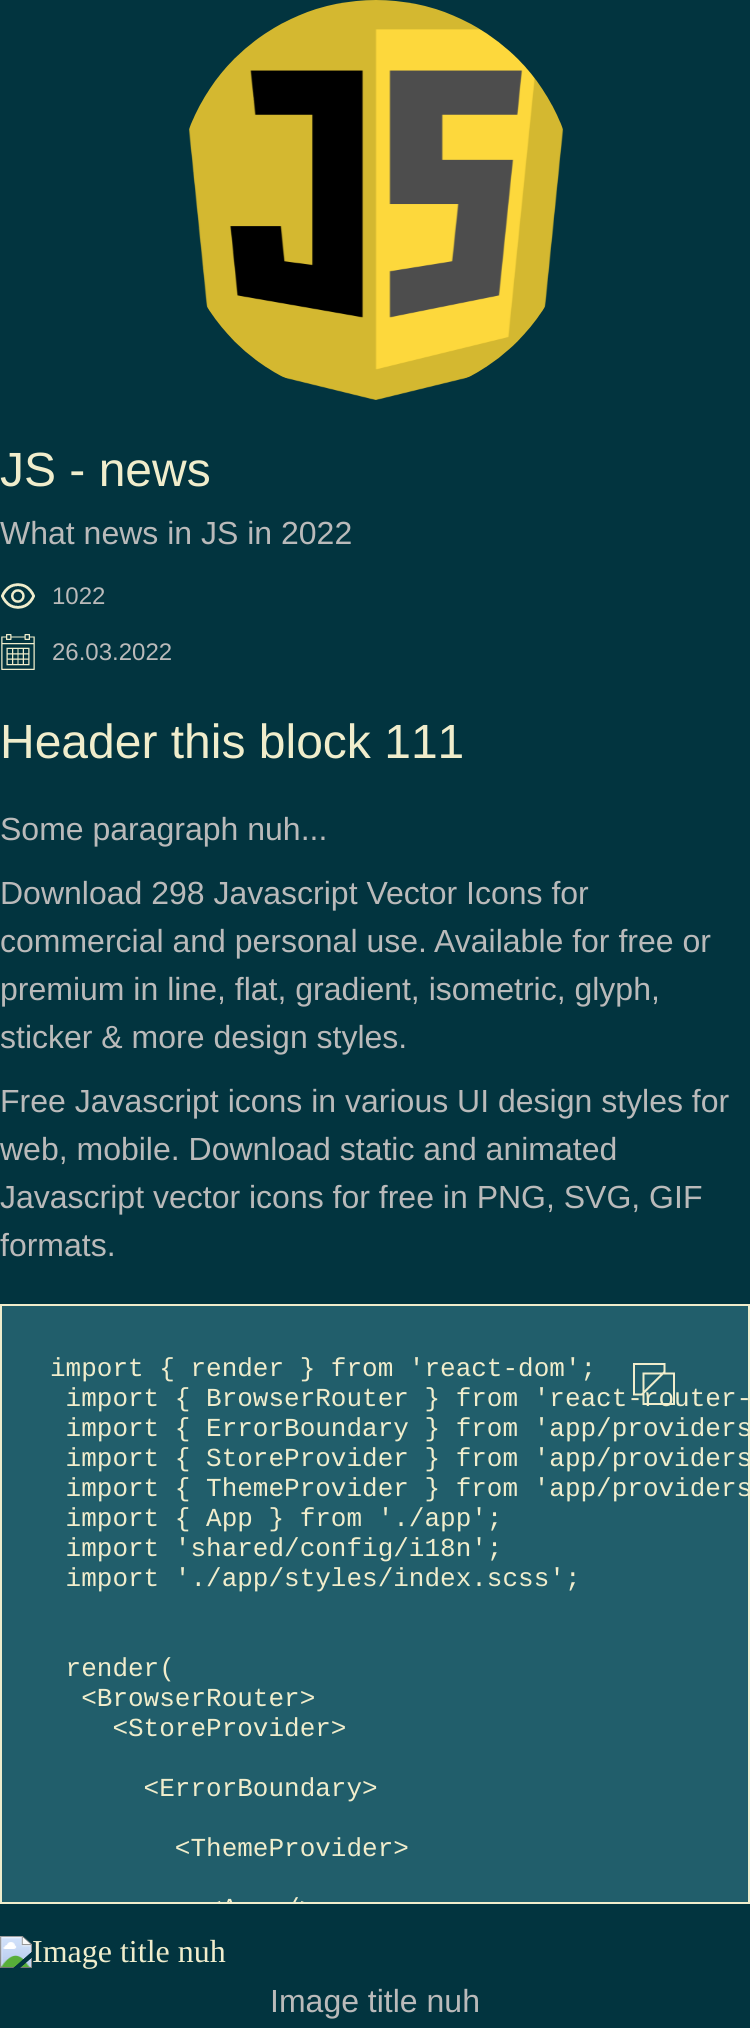 JS
JS - news
What news in JS in 2022
1022
26.03.2022
Header this block 111
Some paragraph nuh...
Download 298 Javascript Vector Icons for
commercial and personal use. Available for free or
premium in line, flat, gradient, isometric, glyph,
sticker & more design styles.
Free Javascript icons in various UI design styles for
web, mobile. Download static and animated
Javascript vector icons for free in PNG, SVG, GIF
formats.
import { render } from 'react-dom';
import { BrowserRouter } from 'react-router-
import { ErrorBoundary } from 'app/providers
import { StoreProvider } from 'app/providers
import { ThemeProvider } from 'app/providers
import { App } from './app';
import 'shared/config/i18n';
import './app/styles/index.scss';
render(
<BrowserRouter>
<StoreProvider>
<ErrorBoundary>
<ThemeProvider>
Image title nuh
Image title nuh